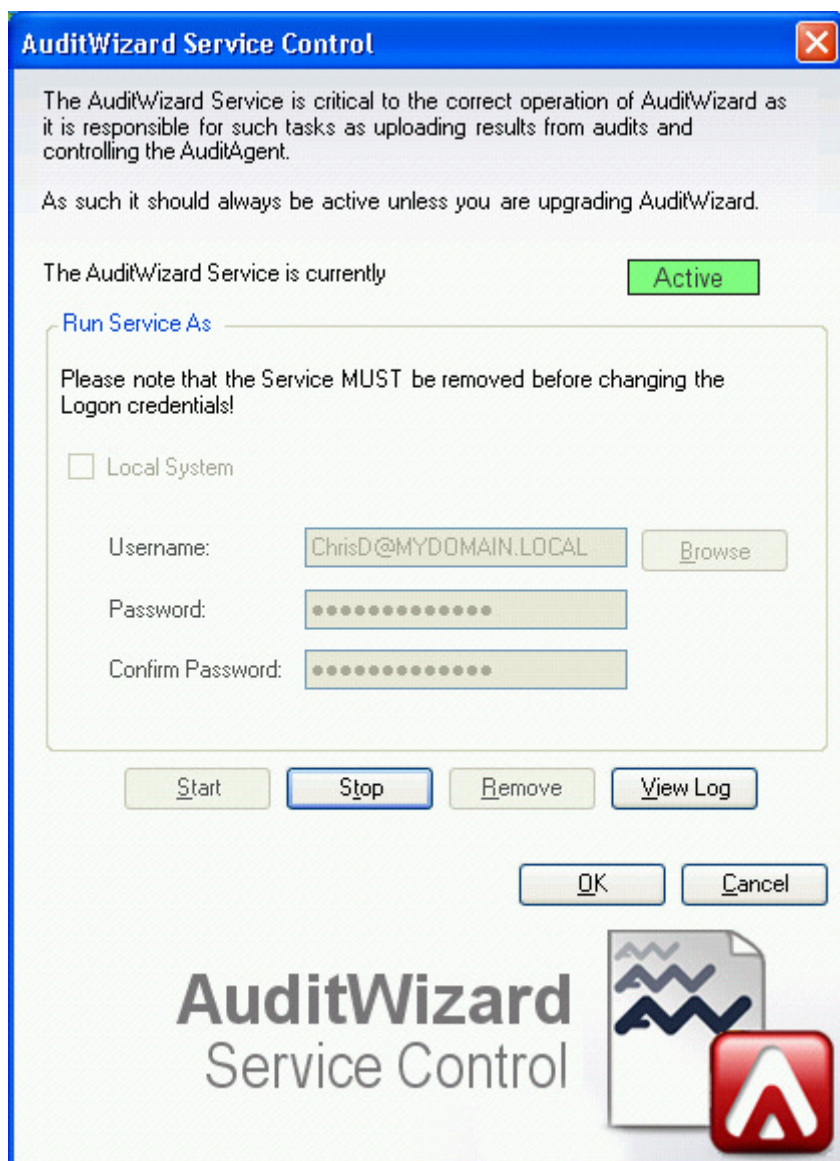 AuditWizard Service Control
The AuditWizard Service is critical to the correct operation of AuditWizard as
it is responsible for such tasks as uploading results from audits and
controlling the AuditAgent.
As such it should always be active unless you are upgrading AuditWizard.
The AuditWizard Service is currently Active
Run Service As
Please note that the Service MUST be removed before changing the
Logon credentials!
Local System
Username: ChrisD@MYDOMAIN.LOCAL Browse
Password: ●●●●●●●●●●●●●
Confirm Password: ●●●●●●●●●●●●●
Start Stop Remove View Log
OK Cancel
AuditWizard
Service Control